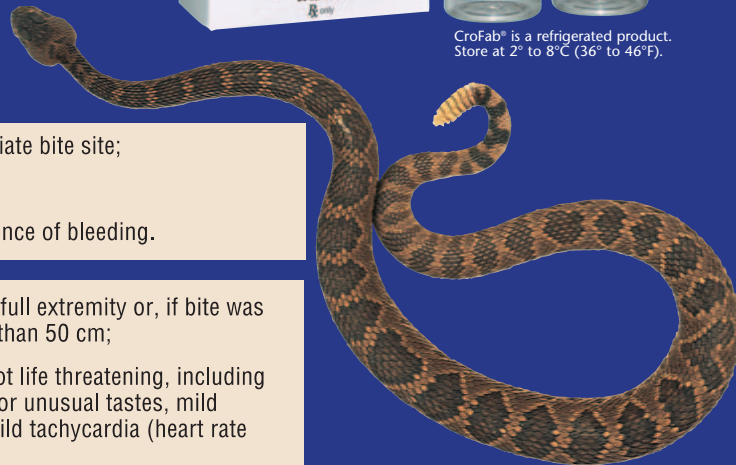 ℞ only
CroFab® is a refrigerated product.
Store at 2° to 8°C (36° to 46°F).
iate bite site;
nce of bleeding.
full extremity or, if bite was
than 50 cm;
ot life threatening, including
or unusual tastes, mild
ild tachycardia (heart rate